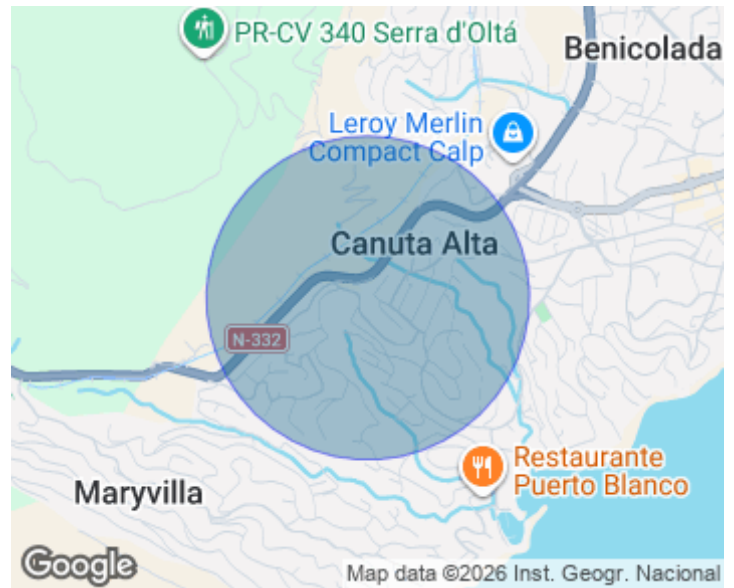 PR-CV 340 Serra d'Oltá
Benicolada
Leroy Merlin
Compact Calp
Canuta Alta
N-332
Restaurante
Puerto Blanco
Maryvilla
Google
Map data ©2026 Inst. Geogr. Nacional